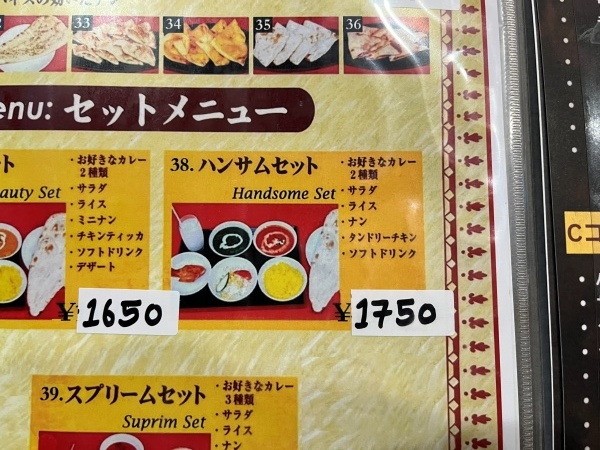 33
34
35
36
enu: セットメニュー
ット
auty Set
・お好きなカレー
２種類
・サラダ
・ライス
・ミニナン
・チキンティッカ
・ソフトドリンク
・デザート
¥1650
38. ハンサムセット
Handsome Set
・お好きなカレー
２種類
・サラダ
・ライス
・ナン
・タンドリーチキン
・ソフトドリンク
¥1750
39. スプリームセット
Suprim Set
・お好きなカレー
３種類
・サラダ
・ライス
・ナン
Cコ